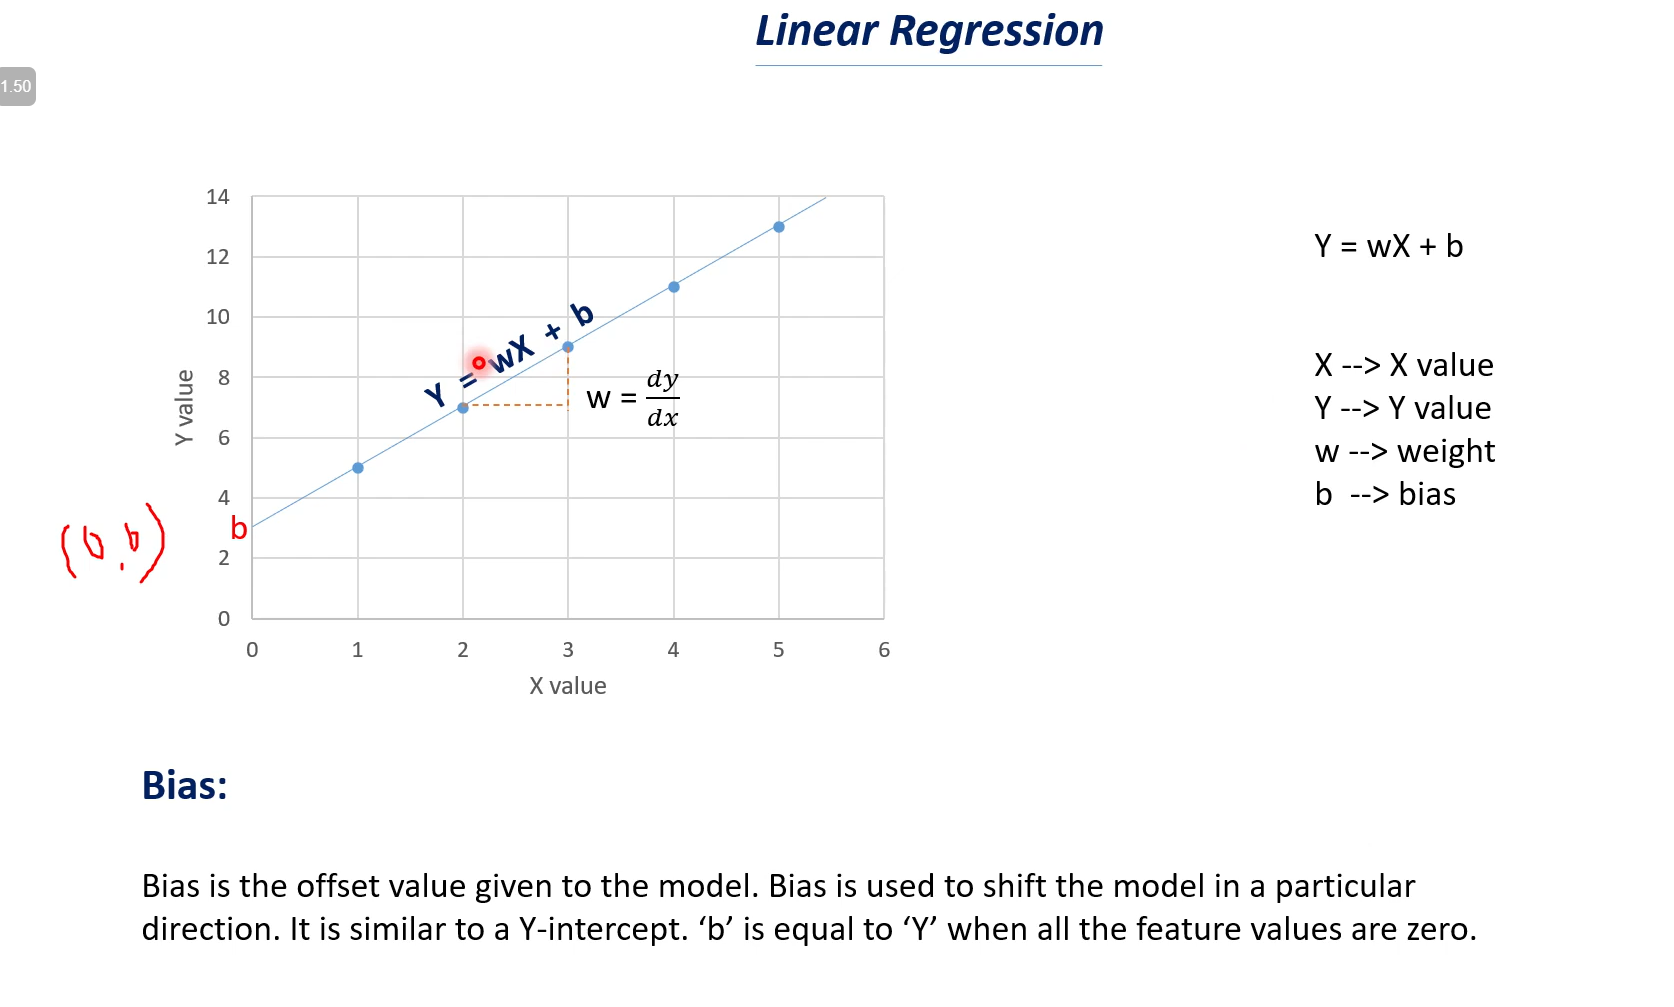 Linear Regression
1.50
14
12
10
8
6
4
2
0
0 1 2 3 4 5 6
Y value
X value
Y = wX + b
w = dy/dx
b
(0,b)
Y = wX + b
X --> X value
Y --> Y value
w --> weight
b --> bias
Bias:
Bias is the offset value given to the model. Bias is used to shift the model in a particular
direction. It is similar to a Y-intercept. ‘b’ is equal to ‘Y’ when all the feature values are zero.